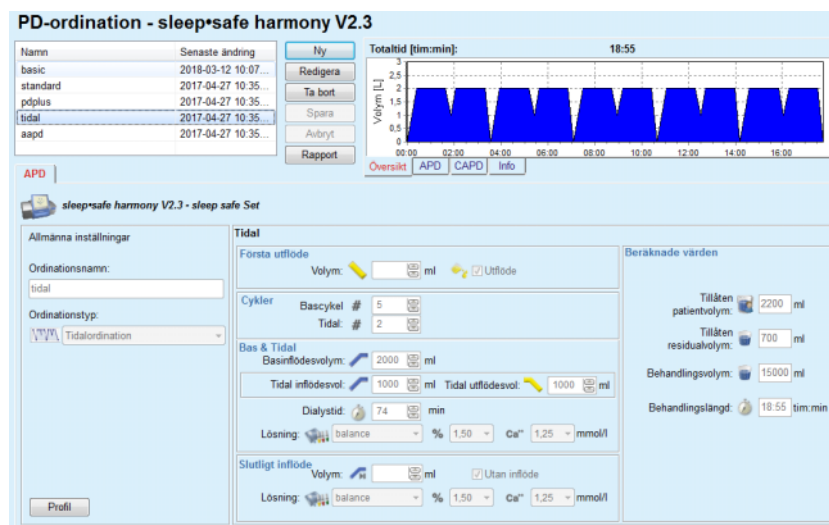 PD-ordination - sleep•safe harmony V2.3
Namn Senaste ändring
basic 2018-03-12 10:07...
standard 2017-04-27 10:35...
pdplus 2017-04-27 10:35...
tidal 2017-04-27 10:35...
aapd 2017-04-27 10:35...
Ny
Redigera
Ta bort
Spara
Avbryt
Rapport
Totaltid [tim:min]: 18:55
Volym [L]
3
2,5
2
1,5
1
0,5
0
00:00 02:00 04:00 06:00 08:00 10:00 12:00 14:00 16:00
Översikt APD CAPD Info
APD
sleep•safe harmony V2.3 - sleep safe Set
Allmänna inställningar
Ordinationsnamn:
tidal
Ordinationstyp:
Tidalordination
Profil
Tidal
Första utflöde
Volym: ml Utflöde
Cykler Bascykel # 5
Tidal: # 2
Bas & Tidal
Basinflödesvolym: 2000 ml
Tidal inflödesvol: 1000 ml Tidal utflödesvol: 1000 ml
Dialystid: 74 min
Lösning: balance % 1,50 Ca⁺⁺ 1,25 mmol/l
Slutligt inflöde
Volym: ml Utan inflöde
Lösning: balance % 1,50 Ca⁺⁺ 1,25 mmol/l
Beräknade värden
Tillåten
patientvolym: 2200 ml
Tillåten
residualvolym: 700 ml
Behandlingsvolym: 15000 ml
Behandlingslängd: 18:55 tim:min